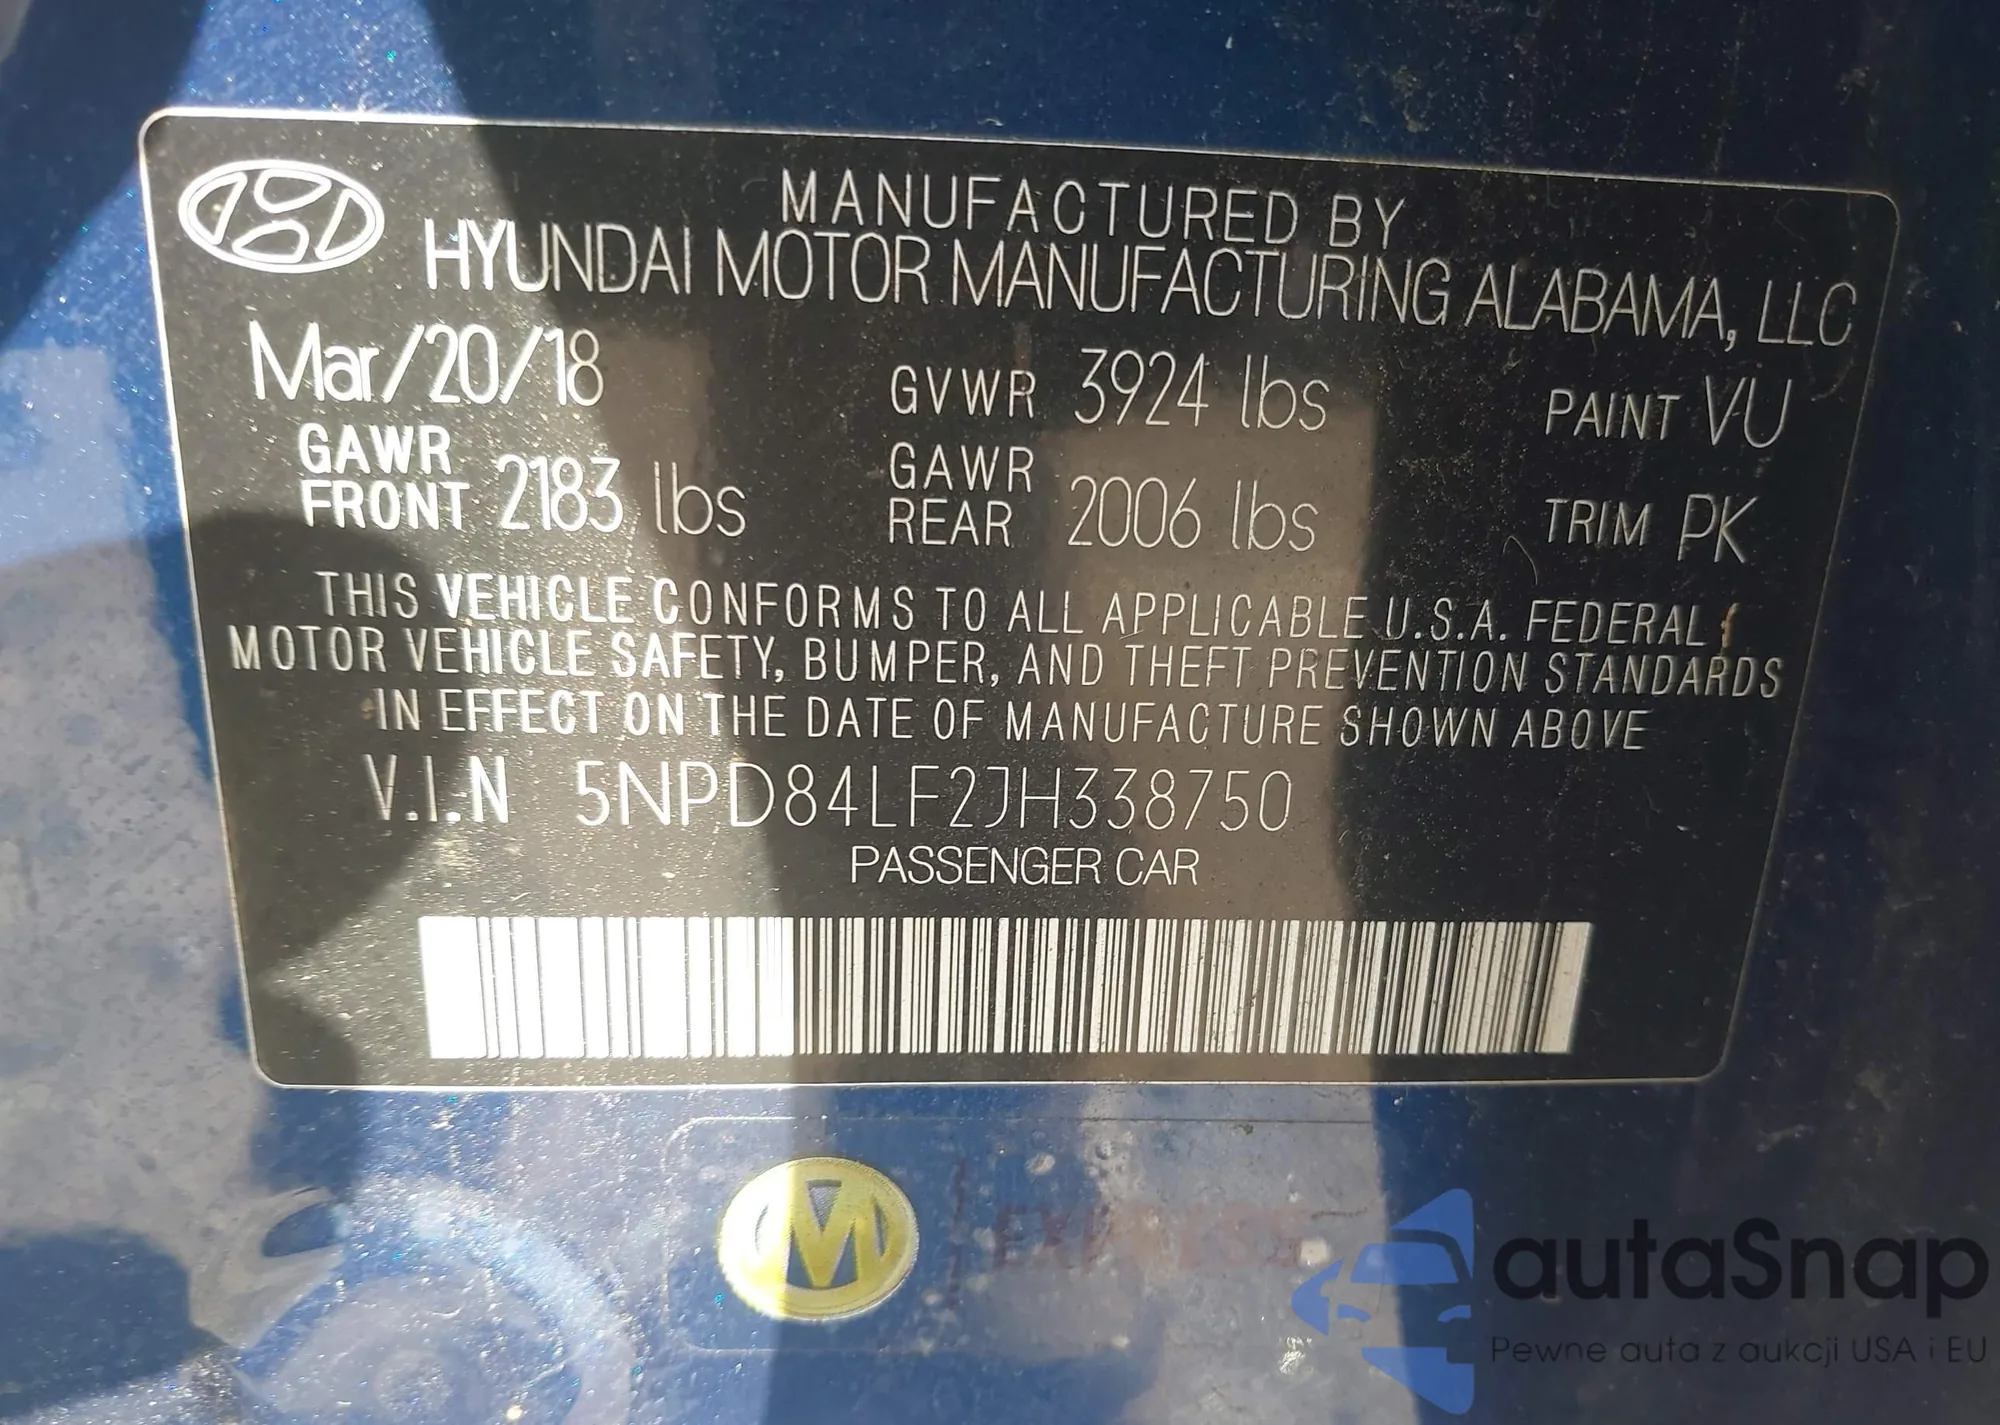 MANUFACTURED BY
HYUNDAI MOTOR MANUFACTURING ALABAMA, LLC
Mar/20/18 GVWR 3924 lbs PAINT VU
GAWR FRONT 2183 lbs GAWR REAR 2006 lbs TRIM PK
THIS VEHICLE CONFORMS TO ALL APPLICABLE U.S.A. FEDERAL
MOTOR VEHICLE SAFETY, BUMPER, AND THEFT PREVENTION STANDARDS
IN EFFECT ON THE DATE OF MANUFACTURE SHOWN ABOVE
V.I.N 5NPD84LF2JH338750
PASSENGER CAR
M EXPRESS
autaSnap
Pewne auta z aukcji USA i EU